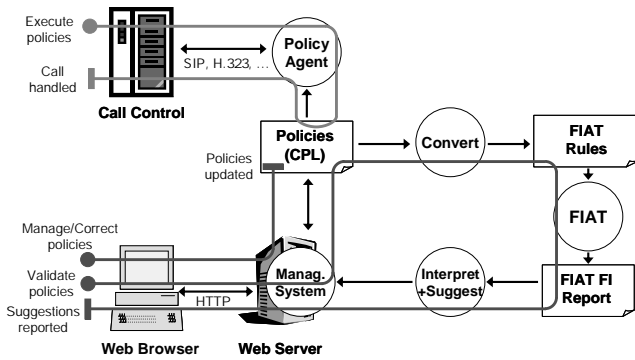 Execute
policies
Call
handled
SIP, H.323, ...
Policy
Agent
Call Control
Policies
(CPL)
Convert
FIAT
Rules
Policies
updated
FIAT
Manage/Correct
policies
Validate
policies
Suggestions
reported
HTTP
Manag.
System
Interpret
+Suggest
FIAT FI
Report
Web Browser
Web Server